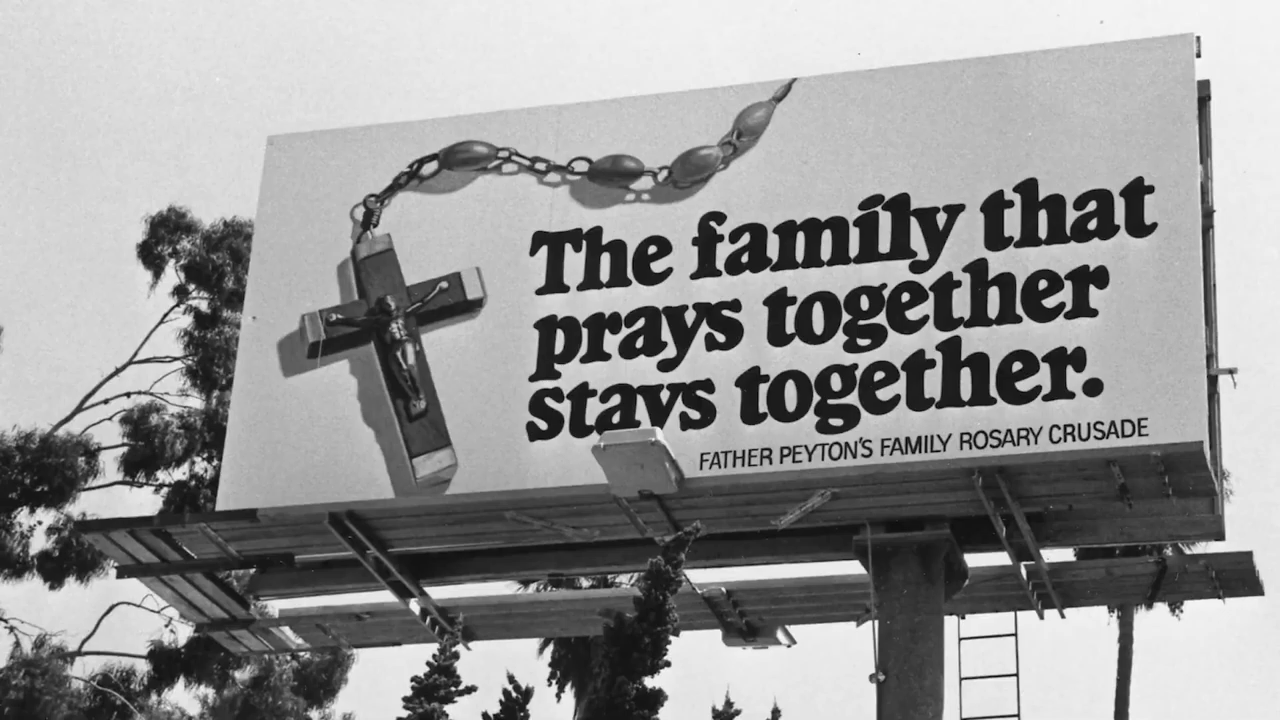 The family that
prays together
stays together.
FATHER PEYTON'S FAMILY ROSARY CRUSADE